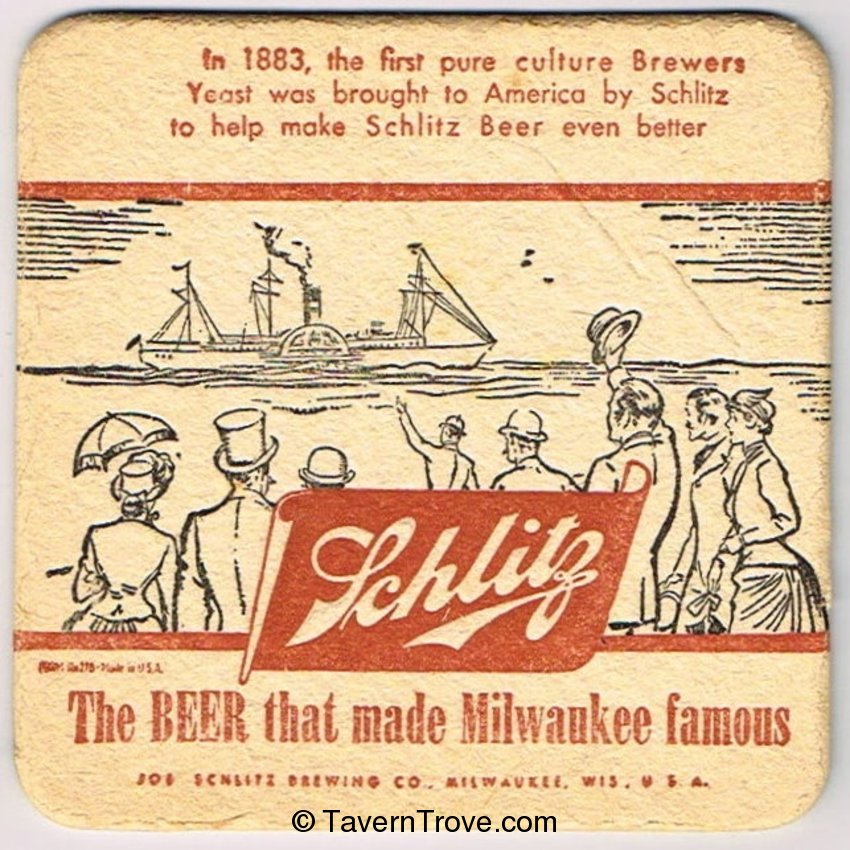 In 1883, the first pure culture Brewers
Yeast was brought to America by Schlitz
to help make Schlitz Beer even better
Schlitz
Made in U.S.A.
The BEER that made Milwaukee famous
JOS SCHLITZ BREWING CO., MILWAUKEE, WIS., U.S.A.
© TavernTrove.com